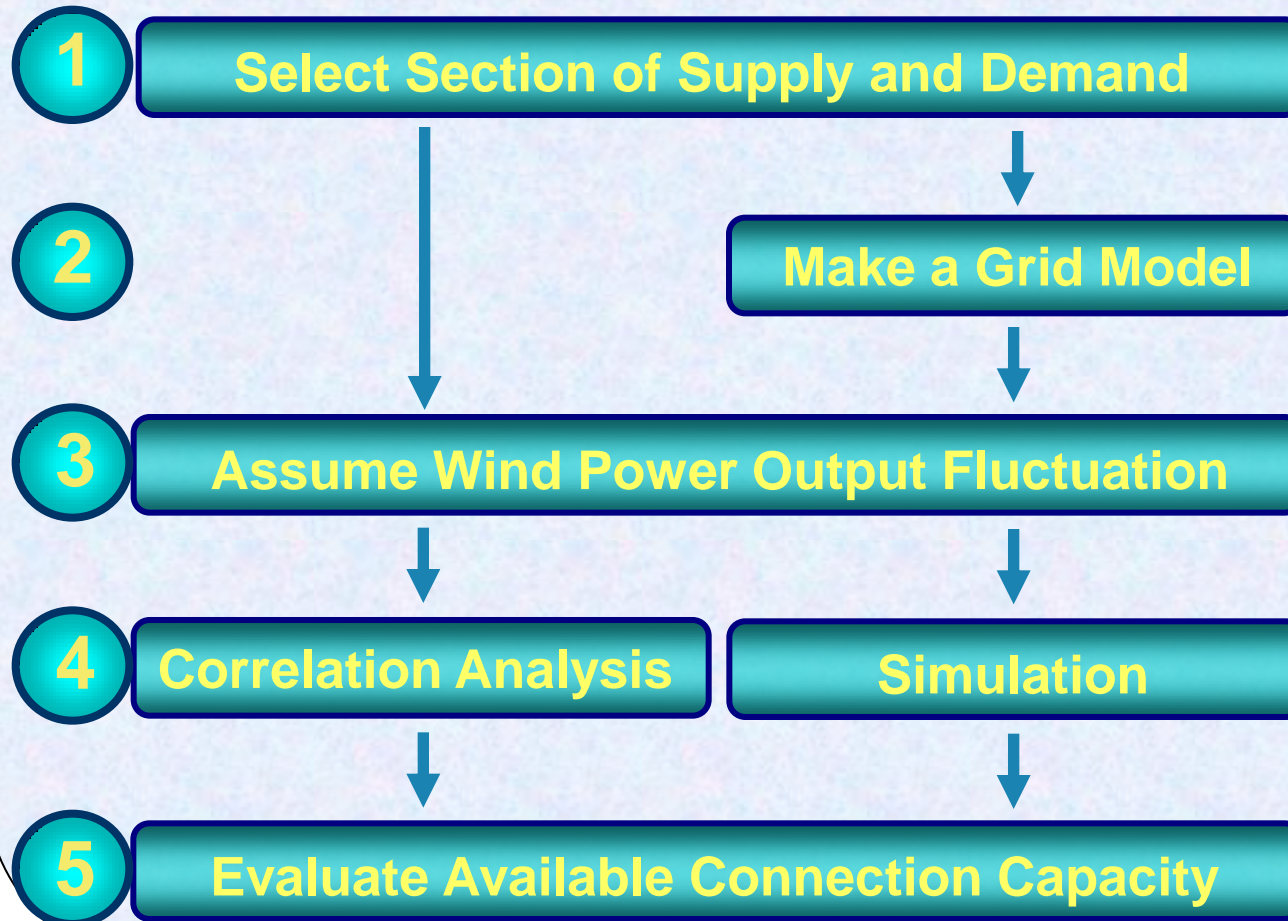 1 Select Section of Supply and Demand
2 Make a Grid Model
3 Assume Wind Power Output Fluctuation
4 Correlation Analysis Simulation
5 Evaluate Available Connection Capacity